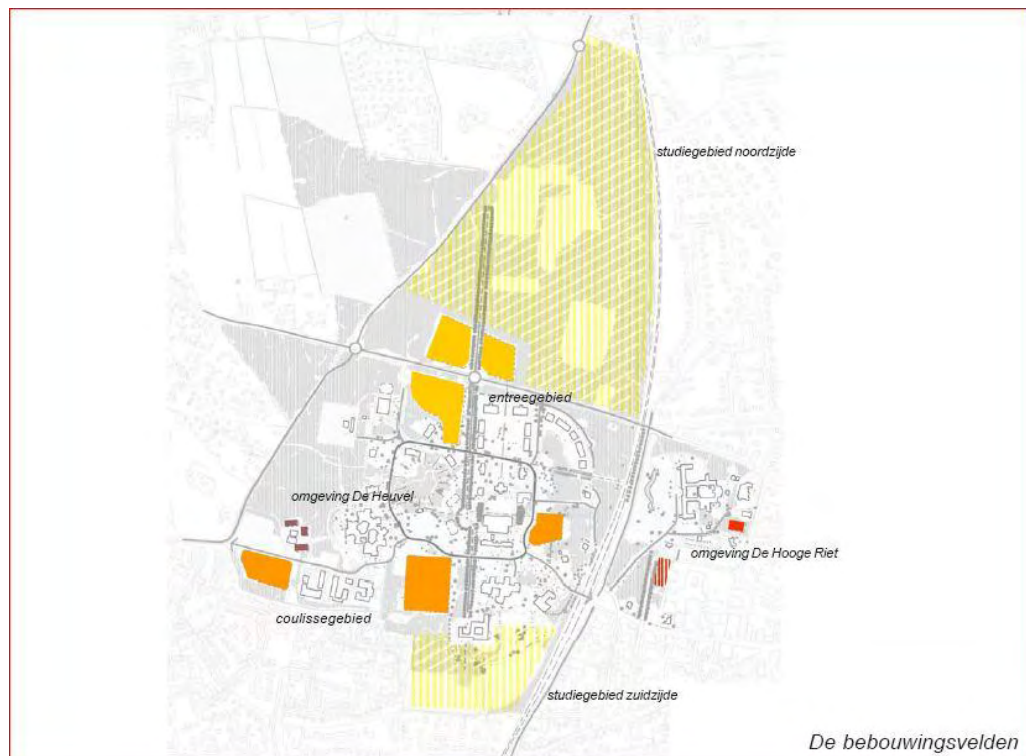 studiegebied noordzijde
entreegebied
omgeving De Heuvel
omgeving De Hooge Riet
coulissegebied
studiegebied zuidzijde
De bebouwingsvelden